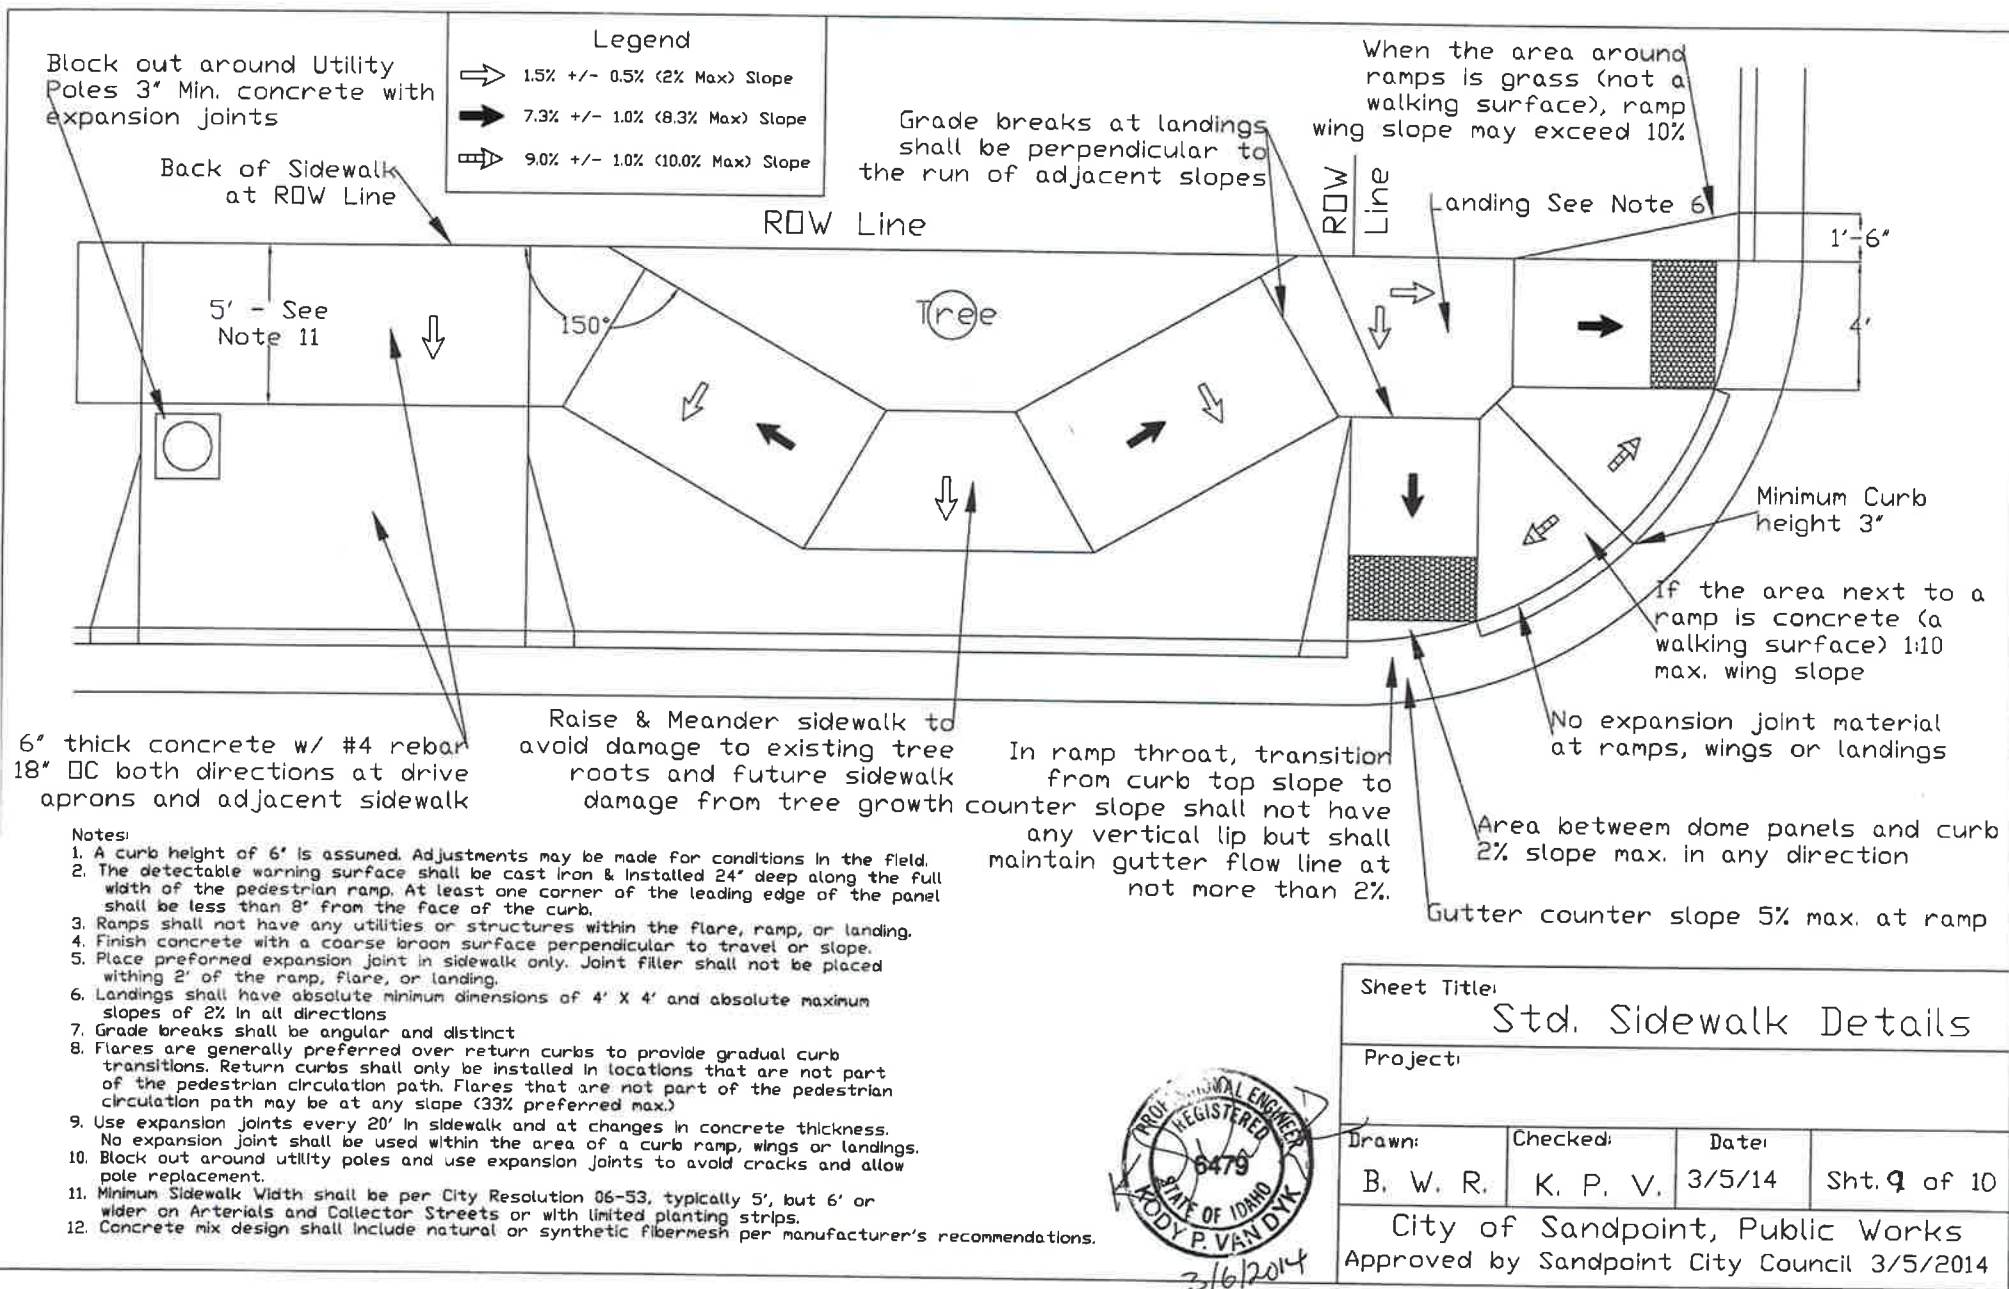 Block out around Utility
Poles 3" Min. concrete with
expansion joints
Legend
1.5% +/- 0.5% (2% Max) Slope
7.3% +/- 1.0% (8.3% Max) Slope
9.0% +/- 1.0% (10.0% Max) Slope
Back of Sidewalk
at ROW Line
ROW Line
Grade breaks at landings
shall be perpendicular to
the run of adjacent slopes
When the area around
ramps is grass (not a
walking surface), ramp
wing slope may exceed 10%
ROW
Line
Landing See Note 6
1'-6"
4'
5' - See
Note 11
150°
Tree
Minimum Curb
height 3"
If the area next to a
ramp is concrete (a
walking surface) 1:10
max. wing slope
No expansion joint material
at ramps, wings or landings
6" thick concrete w/ #4 rebar
18" OC both directions at drive
aprons and adjacent sidewalk
Raise & Meander sidewalk to
avoid damage to existing tree
roots and future sidewalk
damage from tree growth
In ramp throat, transition
from curb top slope to
counter slope shall not have
any vertical lip but shall
maintain gutter flow line at
not more than 2%.
Area betweem dome panels and curb
2% slope max. in any direction
Gutter counter slope 5% max. at ramp
Notes:
1. A curb height of 6" is assumed. Adjustments may be made for conditions in the field.
2. The detectable warning surface shall be cast iron & installed 24" deep along the full
width of the pedestrian ramp. At least one corner of the leading edge of the panel
shall be less than 8" from the face of the curb.
3. Ramps shall not have any utilities or structures within the flare, ramp, or landing.
4. Finish concrete with a coarse broom surface perpendicular to travel or slope.
5. Place preformed expansion joint in sidewalk only. Joint filler shall not be placed
withing 2' of the ramp, flare, or landing.
6. Landings shall have absolute minimum dimensions of 4' X 4' and absolute maximum
slopes of 2% in all directions
7. Grade breaks shall be angular and distinct
8. Flares are generally preferred over return curbs to provide gradual curb
transitions. Return curbs shall only be installed in locations that are not part
of the pedestrian circulation path. Flares that are not part of the pedestrian
circulation path may be at any slope (33% preferred max.)
9. Use expansion joints every 20' in sidewalk and at changes in concrete thickness.
No expansion joint shall be used within the area of a curb ramp, wings or landings.
10. Block out around utility poles and use expansion joints to avoid cracks and allow
pole replacement.
11. Minimum Sidewalk Width shall be per City Resolution 06-53, typically 5', but 6' or
wider on Arterials and Collector Streets or with limited planting strips.
12. Concrete mix design shall include natural or synthetic fibermesh per manufacturer's recommendations.
REGISTERED
6479
STATE OF IDAHO
KODY P. VAN DYK
ENGINEER
3/6/2014
Sheet Title:
Std. Sidewalk Details
Project:
Drawn:
B. W. R.
Checked:
K. P. V.
Date:
3/5/14
Sht. 9 of 10
City of Sandpoint, Public Works
Approved by Sandpoint City Council 3/5/2014